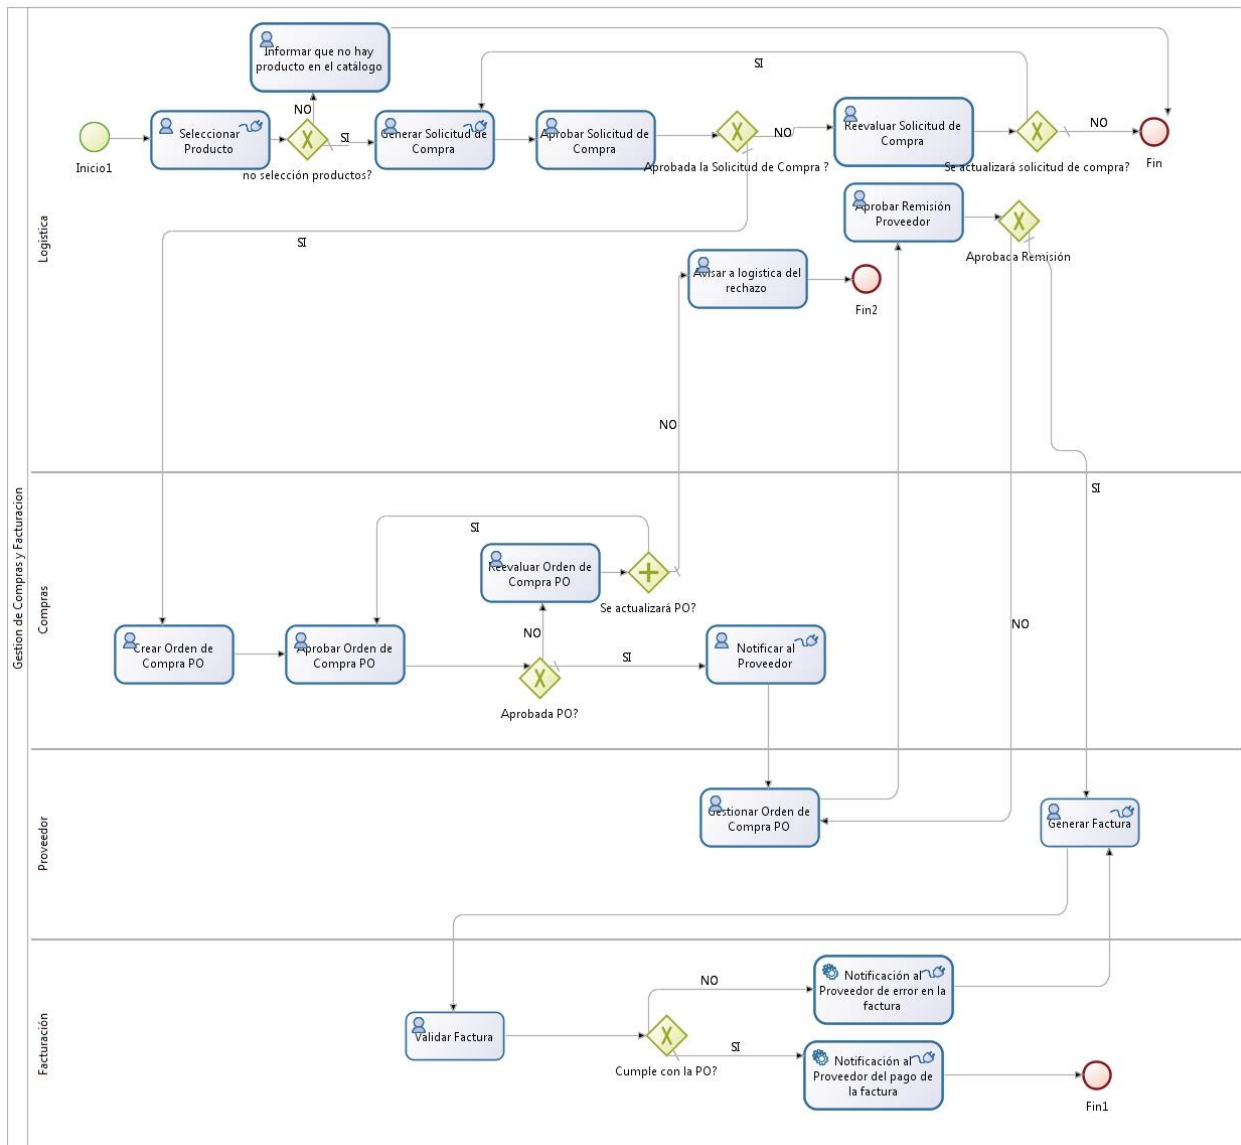 Gestion de Compras y Facturacion
Logistica
Informar que no hay
producto en el catálogo
SI
NO
Inicio1
Seleccionar
Producto
SI
no selección productos?
Generar Solicitud de
Compra
Aprobar Solicitud de
Compra
NO
Aprobada la Solicitud de Compra ?
Reevaluar Solicitud de
Compra
NO
Se actualizará solicitud de compra?
Fin
SI
Aprobar Remisión
Proveedor
Aprobada Remisión
Avisar a logistica del
rechazo
Fin2
NO
SI
Compras
SI
Reevaluar Orden de
Compra PO
Se actualizará PO?
NO
NO
Crear Orden de
Compra PO
Aprobar Orden de
Compra PO
SI
Aprobada PO?
Notificar al
Proveedor
Proveedor
Gestionar Orden de
Compra PO
Generar Factura
Facturación
NO
Notificación al
Proveedor de error en la
factura
Validar Factura
Cumple con la PO?
SI
Notificación al
Proveedor del pago de
la factura
Fin1